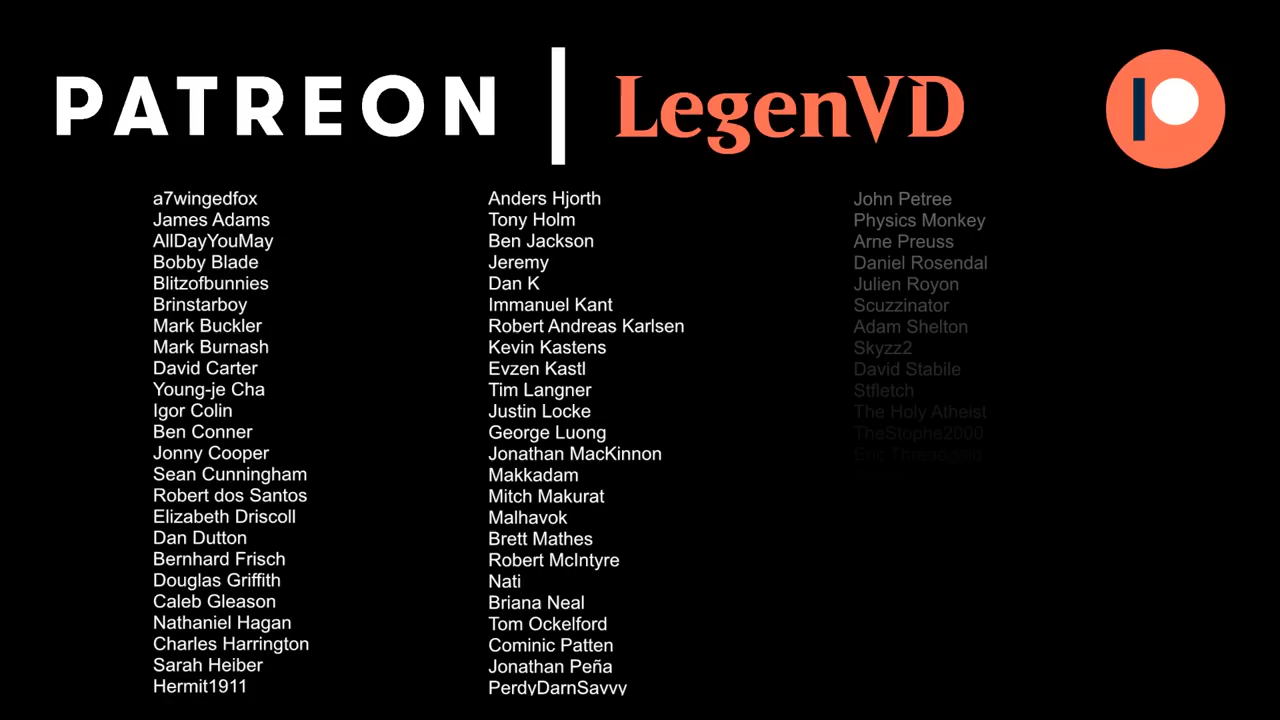 PATREON | LegenVD
a7wingedfox
James Adams
AllDayYouMay
Bobby Blade
Blitzofbunnies
Brinstarboy
Mark Buckler
Mark Burnash
David Carter
Young-je Cha
Igor Colin
Ben Conner
Jonny Cooper
Sean Cunningham
Robert dos Santos
Elizabeth Driscoll
Dan Dutton
Bernhard Frisch
Douglas Griffith
Caleb Gleason
Nathaniel Hagan
Charles Harrington
Sarah Heiber
Hermit1911
Anders Hjorth
Tony Holm
Ben Jackson
Jeremy
Dan K
Immanuel Kant
Robert Andreas Karlsen
Kevin Kastens
Evzen Kastl
Tim Langner
Justin Locke
George Luong
Jonathan MacKinnon
Makkadam
Mitch Makurat
Malhavok
Brett Mathes
Robert McIntyre
Nati
Briana Neal
Tom Ockelford
Cominic Patten
Jonathan Peña
PerdyDarnSavvy
John Petree
Physics Monkey
Arne Preuss
Daniel Rosendal
Julien Royon
Scuzzinator
Adam Shelton
Skyzz2
David Stabile
Stfletch
The Holy Atheist
TheStophe2000
Eric